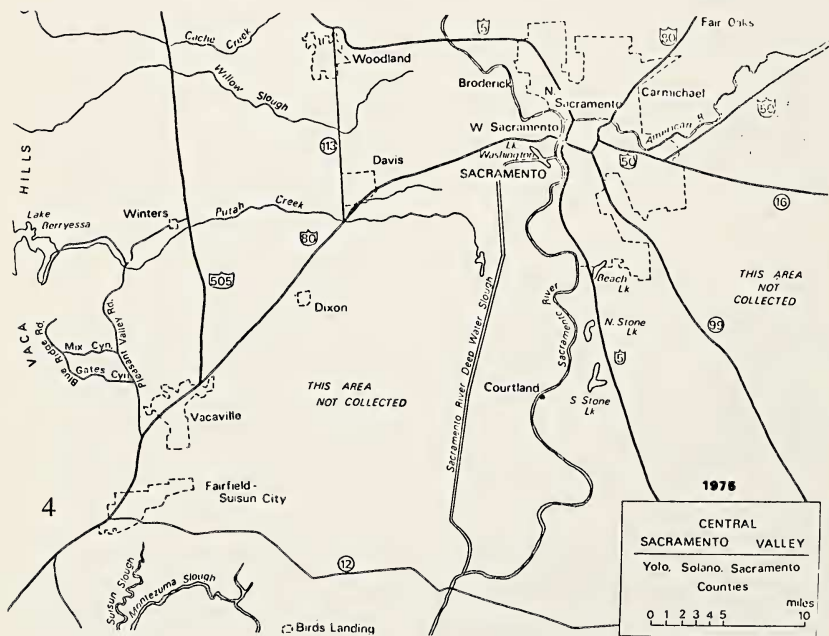 Cache Creek
Willow Slough
Woodland
5
Broderick
N.
Sacramento
80
Fair Oaks
Carmichael
American R.
50
W Sacramento
Lk
Washington
SACRAMENTO
50
16
113
Davis
HILLS
Lake
Berryessa
Winters
Putah Creek
80
505
Dixon
Pleasant Valley Rd.
VACA
Blue Ridge Rd.
Mix Cyn.
Gates Cyn.
Vacaville
THIS AREA
NOT COLLECTED
Sacramento River Deep Water Slough
Sacramento River
Courtland
Beach
Lk
N. Stone
Lk
S Stone
Lk
5
99
THIS AREA
NOT
COLLECTED
4
Fairfield-
Suisun City
12
Suisun Slough
Montezuma Slough
Birds Landing
1976
CENTRAL
SACRAMENTO VALLEY
Yolo, Solano, Sacramento
Counties
miles
0 1 2 3 4 5 10